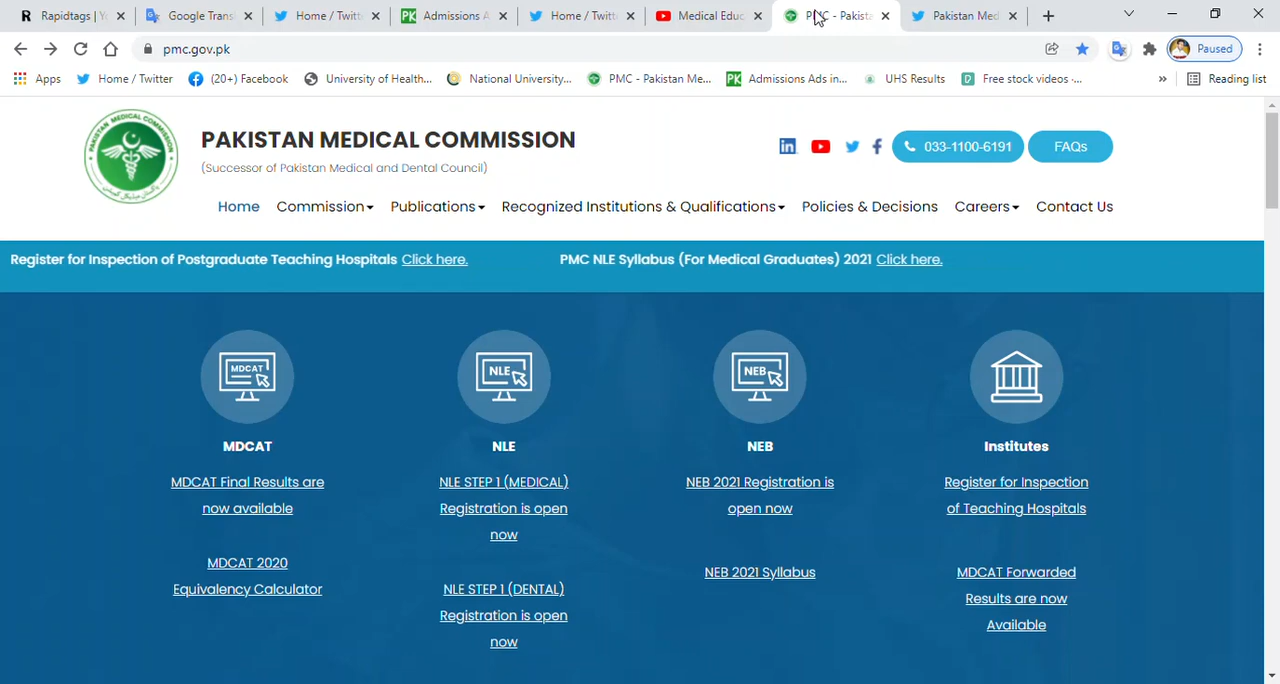 Rapidtags | Y
Google Trans
Home / Twitt
Admissions A
Home / Twitt
Medical Educ
PMC - Pakista
Pakistan Med
pmc.gov.pk
Paused
Apps
Home / Twitter
(20+) Facebook
University of Health...
National University...
PMC - Pakistan Me...
PK Admissions Ads in...
UHS Results
Free stock videos -...
»
Reading list
PAKISTAN MEDICAL COMMISSION
(Successor of Pakistan Medical and Dental Council)
033-1100-6191
FAQs
Home
Commission
Publications
Recognized Institutions & Qualifications
Policies & Decisions
Careers
Contact Us
Register for Inspection of Postgraduate Teaching Hospitals Click here.
PMC NLE Syllabus (For Medical Graduates) 2021 Click here.
MDCAT
NLE
NEB
MDCAT
MDCAT Final Results are
now available
MDCAT 2020
Equivalency Calculator
NLE
NLE STEP 1 (MEDICAL)
Registration is open
now
NLE STEP 1 (DENTAL)
Registration is open
now
NEB
NEB 2021 Registration is
open now
NEB 2021 Syllabus
Institutes
Register for Inspection
of Teaching Hospitals
MDCAT Forwarded
Results are now
Available